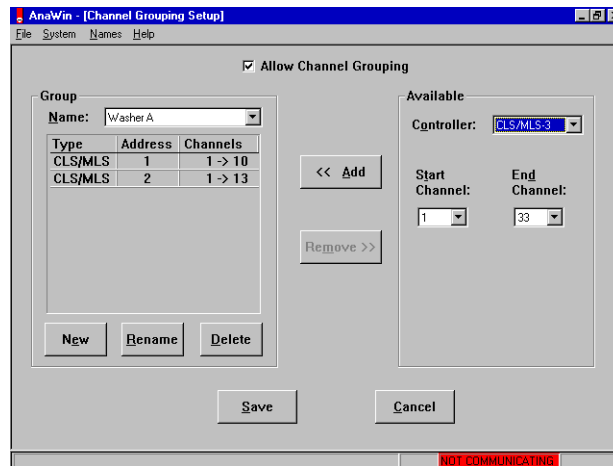 AnaWin - [Channel Grouping Setup]
File System Names Help
Allow Channel Grouping
Group
Name: Washer A
Type Address Channels
CLS/MLS 1 1 -> 10
CLS/MLS 2 1 -> 13
New Rename Delete
<< Add
Remove >>
Available
Controller: CLS/MLS-3
Start Channel:
End Channel:
1 33
Save Cancel
NOT COMMUNICATING